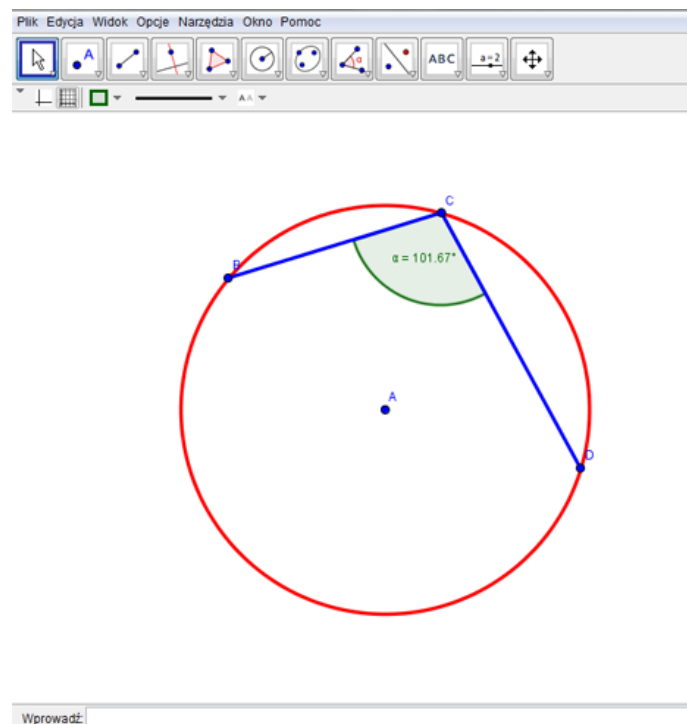 Plik Edycja Widok Opcje Narzędzia Okno Pomoc
A α ABC a=2
A A
C
B
α = 101.67°
A
D
Wprowadź: